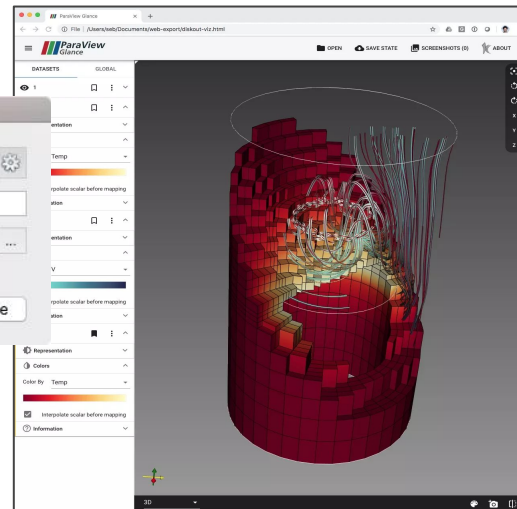 ParaView Glance
File | /Users/seb/Documents/web-export/diskout-viz.html
ParaView
Glance
OPEN
SAVE STATE
SCREENSHOTS (0)
ABOUT
DATASETS
GLOBAL
1
entation
Temp
rpolate scalar before mapping
ation
entation
V
rpolate scalar before mapping
ation
e
Representation
Colors
Color By Temp
Interpolate scalar before mapping
Information
X
Y
Z
3D